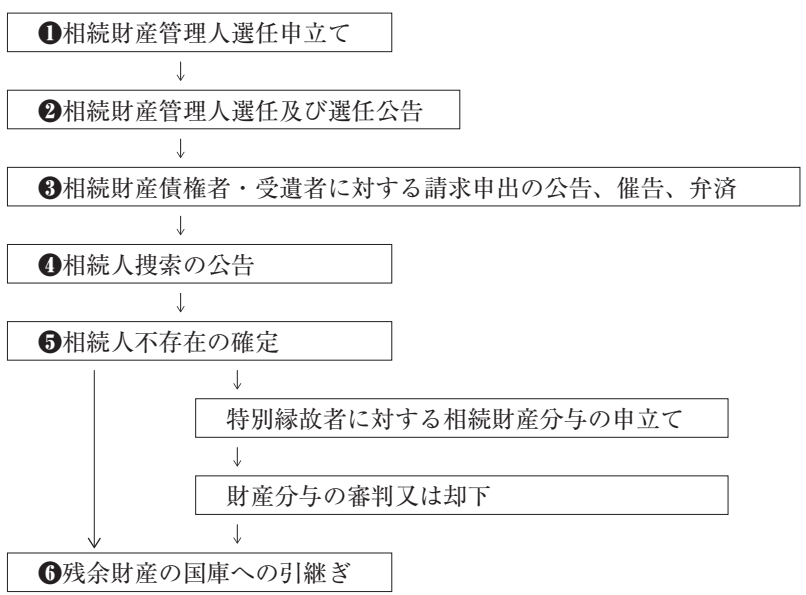 ❶相続財産管理人選任申立て
↓
❷相続財産管理人選任及び選任公告
↓
❸相続財産債権者・受遺者に対する請求申出の公告、催告、弁済
↓
❹相続人捜索の公告
↓
❺相続人不存在の確定
↓
特別縁故者に対する相続財産分与の申立て
↓
財産分与の審判又は却下
↓
❻残余財産の国庫への引継ぎ